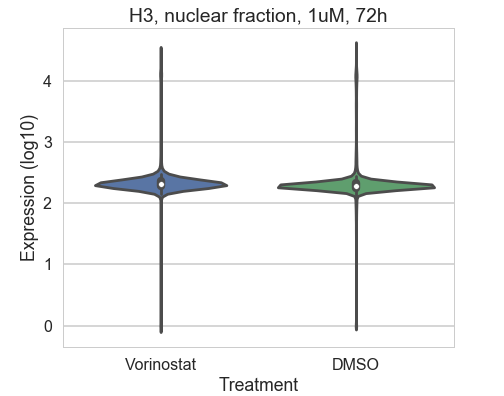 H3, nuclear fraction, 1uM, 72h
Expression (log10)
4
3
2
1
0
Vorinostat
DMSO
Treatment